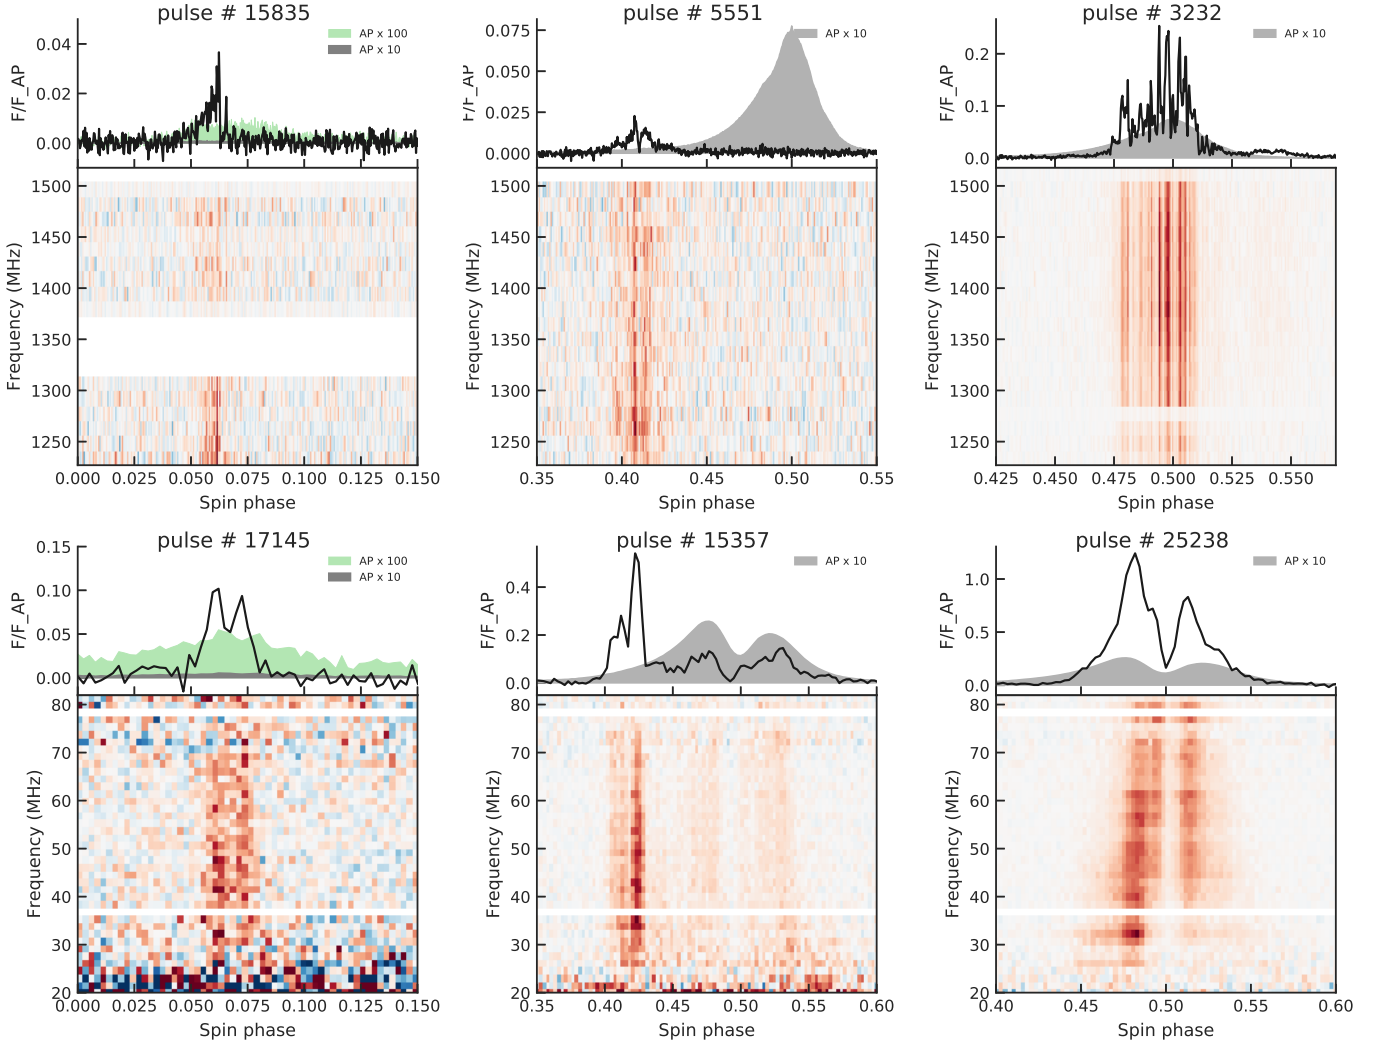 pulse # 15835
AP x 100
AP x 10
F/F_AP
0.04
0.02
0.00
Frequency (MHz)
1500
1450
1400
1350
1300
1250
0.000 0.025 0.050 0.075 0.100 0.125 0.150
Spin phase
pulse # 5551
AP x 10
F/F_AP
0.075
0.050
0.025
0.000
Frequency (MHz)
1500
1450
1400
1350
1300
1250
0.35 0.40 0.45 0.50 0.55
Spin phase
pulse # 3232
AP x 10
F/F_AP
0.2
0.1
0.0
Frequency (MHz)
1500
1450
1400
1350
1300
1250
0.425 0.450 0.475 0.500 0.525 0.550
Spin phase
pulse # 17145
AP x 100
AP x 10
F/F_AP
0.15
0.10
0.05
0.00
Frequency (MHz)
80
70
60
50
40
30
20
0.000 0.025 0.050 0.075 0.100 0.125 0.150
Spin phase
pulse # 15357
AP x 10
F/F_AP
0.4
0.2
0.0
Frequency (MHz)
80
70
60
50
40
30
20
0.35 0.40 0.45 0.50 0.55 0.60
Spin phase
pulse # 25238
AP x 10
F/F_AP
1.0
0.5
0.0
Frequency (MHz)
80
70
60
50
40
30
20
0.40 0.45 0.50 0.55 0.60
Spin phase